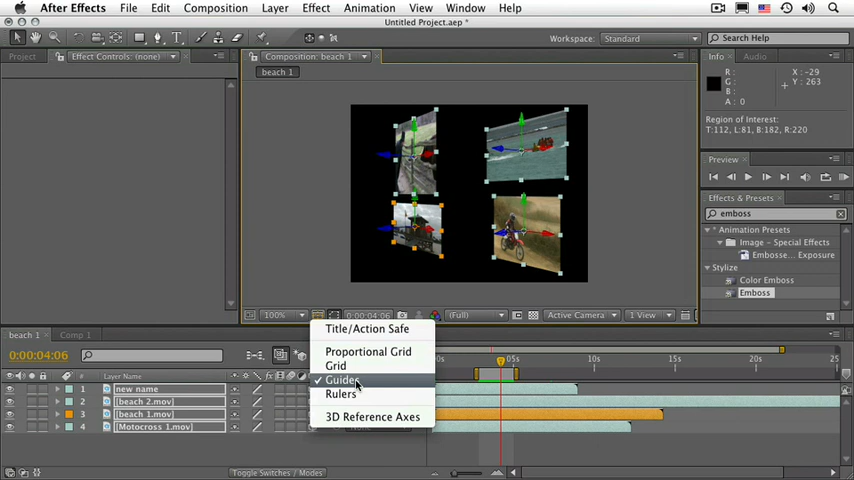 After Effects File Edit Composition Layer Effect Animation View Window Help
Untitled Project.aep *
Workspace: Standard Search Help
Project Effect Controls: (none) Composition: beach 1 Info Audio
beach 1
R: X: -29
G: Y: 263
B:
A: 0
Region of Interest:
T:112, L:81, B:182, R:220
Preview
Effects & Presets
emboss
* Animation Presets
Image - Special Effects
Embosse... Exposure
Stylize
Color Emboss
Emboss
100% 0:00:04:06 (Full) Active Camera 1 View
Title/Action Safe
Proportional Grid
Grid
Guides
Rulers
3D Reference Axes
beach 1 Comp 1
0:00:04:06 05s 10s 15s 20s 25
# Layer Name
1 new name
2 [beach 2.mov]
3 [beach 1.mov]
4 [Motocross 1.mov] None
Toggle Switches / Modes